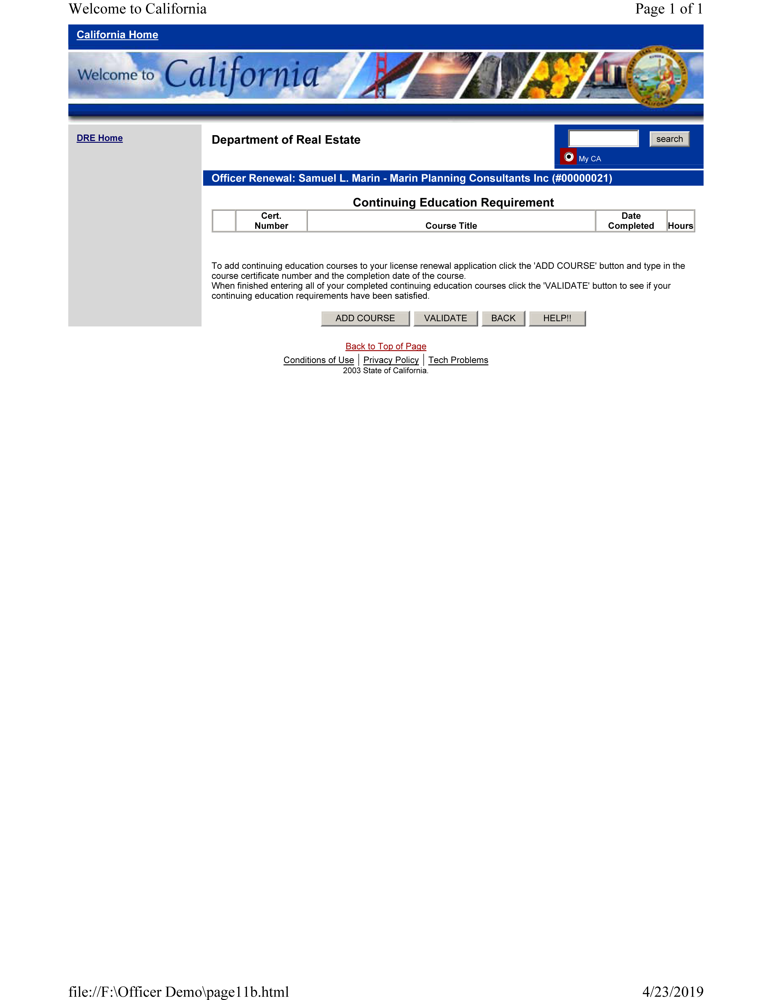 Welcome to California Page 1 of 1
California Home
Welcome to California
DRE Home
Department of Real Estate
search
My CA
Officer Renewal: Samuel L. Marin - Marin Planning Consultants Inc (#00000021)
Continuing Education Requirement
Cert. Number Course Title Date Completed Hours
To add continuing education courses to your license renewal application click the 'ADD COURSE' button and type in the
course certificate number and the completion date of the course.
When finished entering all of your completed continuing education courses click the 'VALIDATE' button to see if your
continuing education requirements have been satisfied.
ADD COURSE VALIDATE BACK HELP!!
Back to Top of Page
Conditions of Use | Privacy Policy | Tech Problems
2003 State of California.
file://F:\Officer Demo\page11b.html 4/23/2019